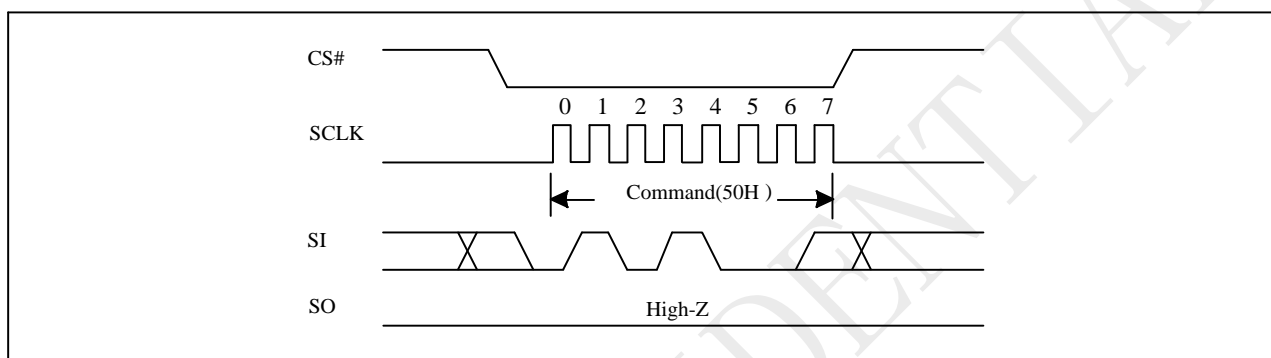 CS#
0 1 2 3 4 5 6 7
SCLK
Command(50H )
SI
SO
High-Z